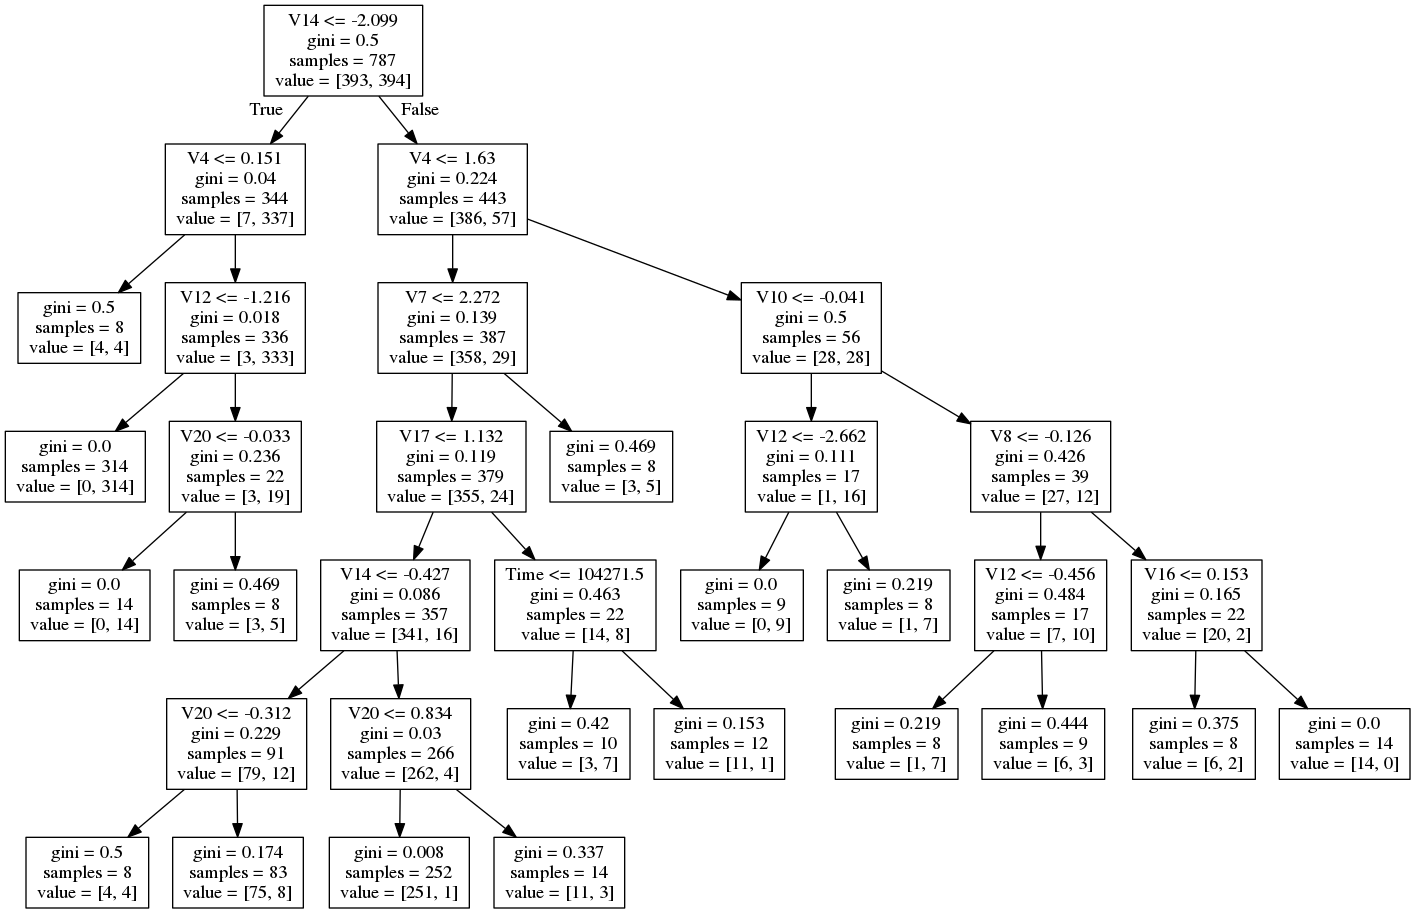 V14 <= -2.099
gini = 0.5
samples = 787
value = [393, 394]
True
False
V4 <= 0.151
gini = 0.04
samples = 344
value = [7, 337]
V4 <= 1.63
gini = 0.224
samples = 443
value = [386, 57]
gini = 0.5
samples = 8
value = [4, 4]
V12 <= -1.216
gini = 0.018
samples = 336
value = [3, 333]
V7 <= 2.272
gini = 0.139
samples = 387
value = [358, 29]
V10 <= -0.041
gini = 0.5
samples = 56
value = [28, 28]
gini = 0.0
samples = 314
value = [0, 314]
V20 <= -0.033
gini = 0.236
samples = 22
value = [3, 19]
V17 <= 1.132
gini = 0.119
samples = 379
value = [355, 24]
gini = 0.469
samples = 8
value = [3, 5]
V12 <= -2.662
gini = 0.111
samples = 17
value = [1, 16]
V8 <= -0.126
gini = 0.426
samples = 39
value = [27, 12]
gini = 0.0
samples = 14
value = [0, 14]
gini = 0.469
samples = 8
value = [3, 5]
V14 <= -0.427
gini = 0.086
samples = 357
value = [341, 16]
Time <= 104271.5
gini = 0.463
samples = 22
value = [14, 8]
gini = 0.0
samples = 9
value = [0, 9]
gini = 0.219
samples = 8
value = [1, 7]
V12 <= -0.456
gini = 0.484
samples = 17
value = [7, 10]
V16 <= 0.153
gini = 0.165
samples = 22
value = [20, 2]
V20 <= -0.312
gini = 0.229
samples = 91
value = [79, 12]
V20 <= 0.834
gini = 0.03
samples = 266
value = [262, 4]
gini = 0.42
samples = 10
value = [3, 7]
gini = 0.153
samples = 12
value = [11, 1]
gini = 0.219
samples = 8
value = [1, 7]
gini = 0.444
samples = 9
value = [6, 3]
gini = 0.375
samples = 8
value = [6, 2]
gini = 0.0
samples = 14
value = [14, 0]
gini = 0.5
samples = 8
value = [4, 4]
gini = 0.174
samples = 83
value = [75, 8]
gini = 0.008
samples = 252
value = [251, 1]
gini = 0.337
samples = 14
value = [11, 3]